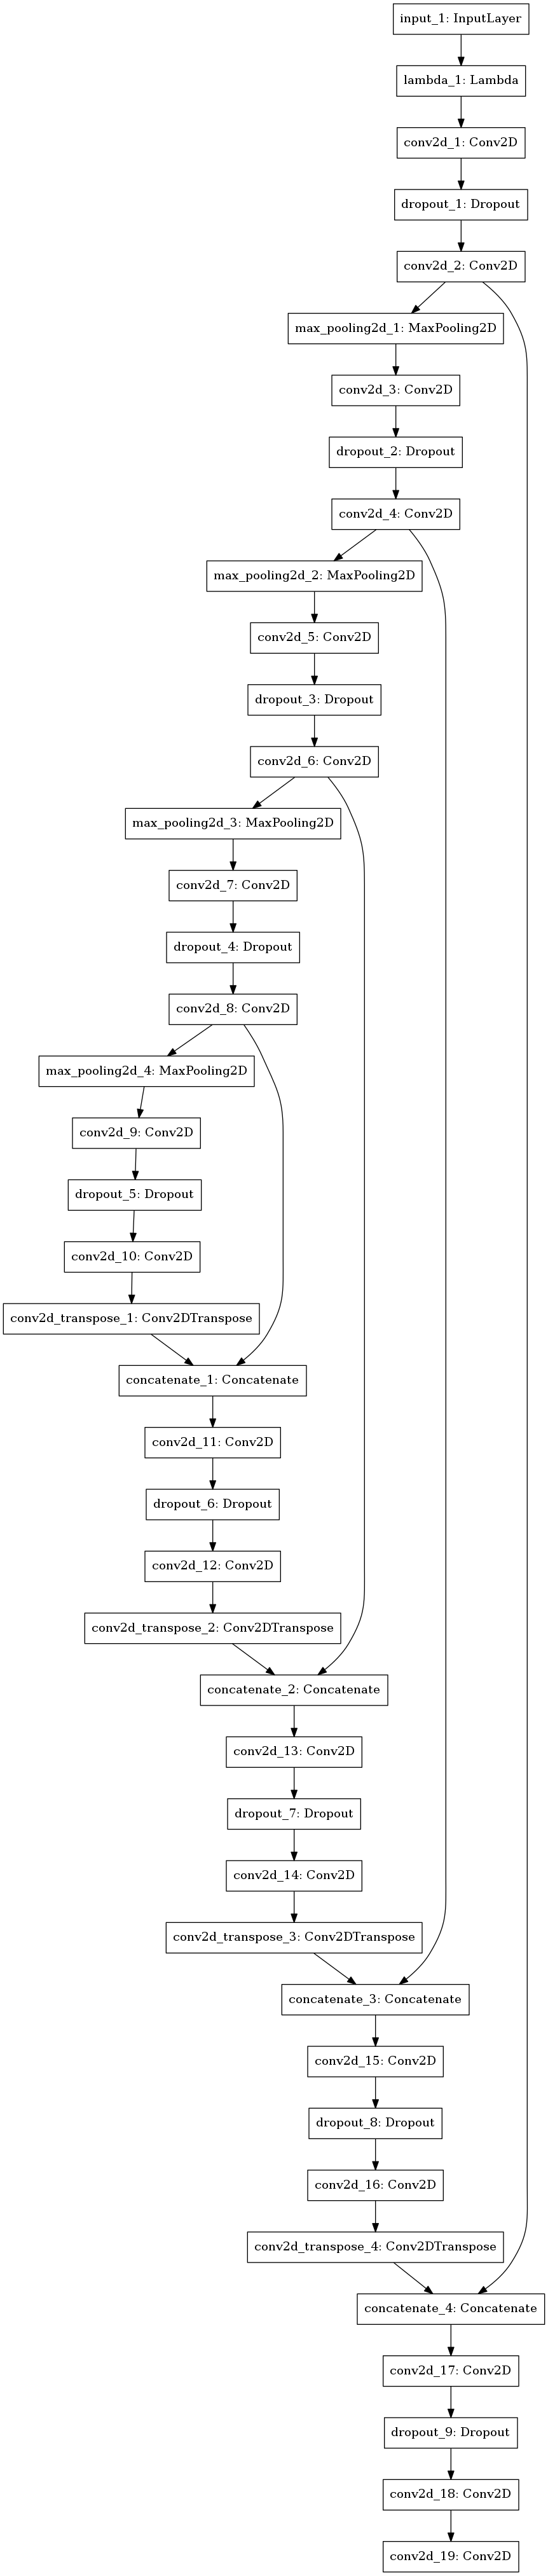 input_1: InputLayer
lambda_1: Lambda
conv2d_1: Conv2D
dropout_1: Dropout
conv2d_2: Conv2D
max_pooling2d_1: MaxPooling2D
conv2d_3: Conv2D
dropout_2: Dropout
conv2d_4: Conv2D
max_pooling2d_2: MaxPooling2D
conv2d_5: Conv2D
dropout_3: Dropout
conv2d_6: Conv2D
max_pooling2d_3: MaxPooling2D
conv2d_7: Conv2D
dropout_4: Dropout
conv2d_8: Conv2D
max_pooling2d_4: MaxPooling2D
conv2d_9: Conv2D
dropout_5: Dropout
conv2d_10: Conv2D
conv2d_transpose_1: Conv2DTranspose
concatenate_1: Concatenate
conv2d_11: Conv2D
dropout_6: Dropout
conv2d_12: Conv2D
conv2d_transpose_2: Conv2DTranspose
concatenate_2: Concatenate
conv2d_13: Conv2D
dropout_7: Dropout
conv2d_14: Conv2D
conv2d_transpose_3: Conv2DTranspose
concatenate_3: Concatenate
conv2d_15: Conv2D
dropout_8: Dropout
conv2d_16: Conv2D
conv2d_transpose_4: Conv2DTranspose
concatenate_4: Concatenate
conv2d_17: Conv2D
dropout_9: Dropout
conv2d_18: Conv2D
conv2d_19: Conv2D